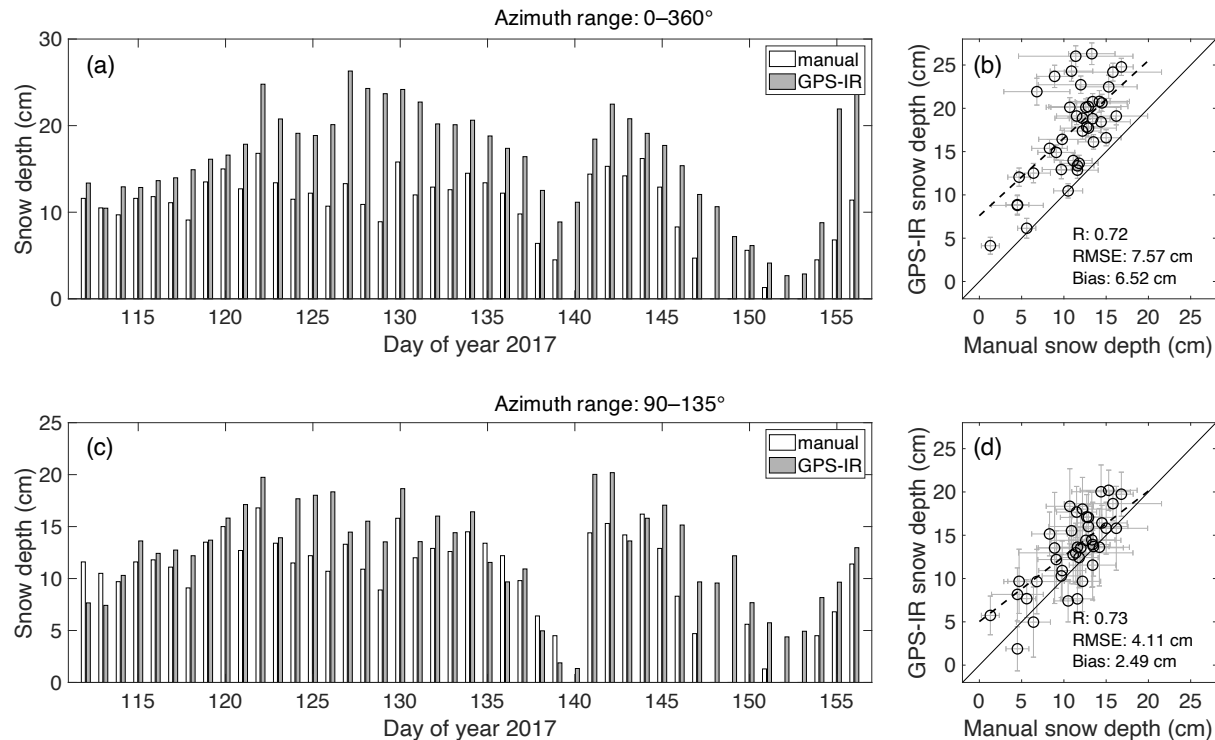 Azimuth range: 0–360°
(a)
manual
GPS-IR
Snow depth (cm)
30
20
10
0
115
120
125
130
135
140
145
150
155
Day of year 2017
(b)
GPS-IR snow depth (cm)
25
20
15
10
5
0
R: 0.72
RMSE: 7.57 cm
Bias: 6.52 cm
0
5
10
15
20
25
Manual snow depth (cm)
Azimuth range: 90–135°
(c)
manual
GPS-IR
Snow depth (cm)
25
20
15
10
5
0
115
120
125
130
135
140
145
150
155
Day of year 2017
(d)
GPS-IR snow depth (cm)
25
20
15
10
5
0
R: 0.73
RMSE: 4.11 cm
Bias: 2.49 cm
0
5
10
15
20
25
Manual snow depth (cm)